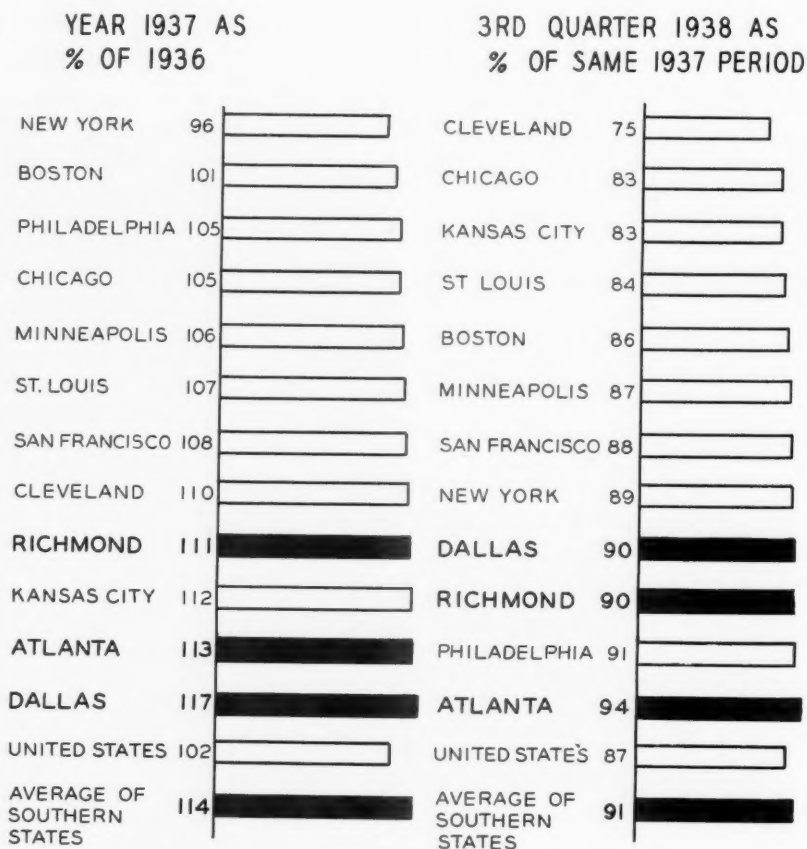 YEAR 1937 AS
% OF 1936
NEW YORK 96
BOSTON 101
PHILADELPHIA 105
CHICAGO 105
MINNEAPOLIS 106
ST. LOUIS 107
SAN FRANCISCO 108
CLEVELAND 110
RICHMOND 111
KANSAS CITY 112
ATLANTA 113
DALLAS 117
UNITED STATES 102
AVERAGE OF
SOUTHERN 114
STATES
3RD QUARTER 1938 AS
% OF SAME 1937 PERIOD
CLEVELAND 75
CHICAGO 83
KANSAS CITY 83
ST LOUIS 84
BOSTON 86
MINNEAPOLIS 87
SAN FRANCISCO 88
NEW YORK 89
DALLAS 90
RICHMOND 90
PHILADELPHIA 91
ATLANTA 94
UNITED STATES 87
AVERAGE OF
SOUTHERN 91
STATES